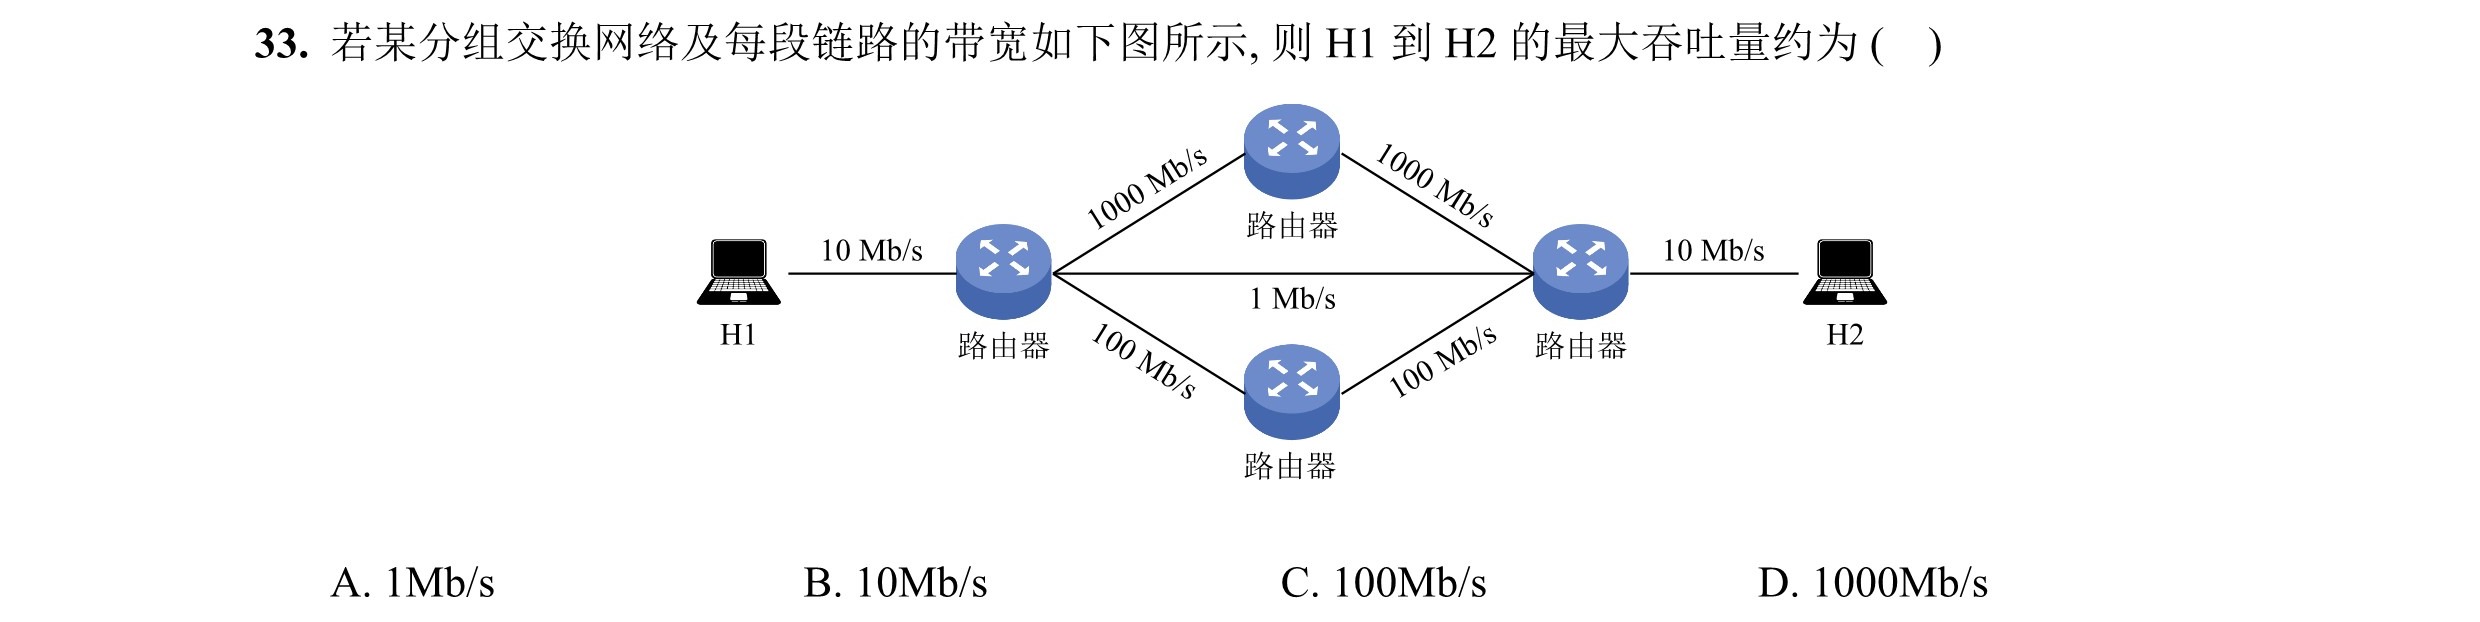 33. 若某分组交换网络及每段链路的带宽如下图所示, 则 H1 到 H2 的最大吞吐量约为 (   )
1000 Mb/s
1000 Mb/s
路由器
10 Mb/s
10 Mb/s
1 Mb/s
H1
路由器
路由器
H2
100 Mb/s
100 Mb/s
路由器
A. 1Mb/s
B. 10Mb/s
C. 100Mb/s
D. 1000Mb/s